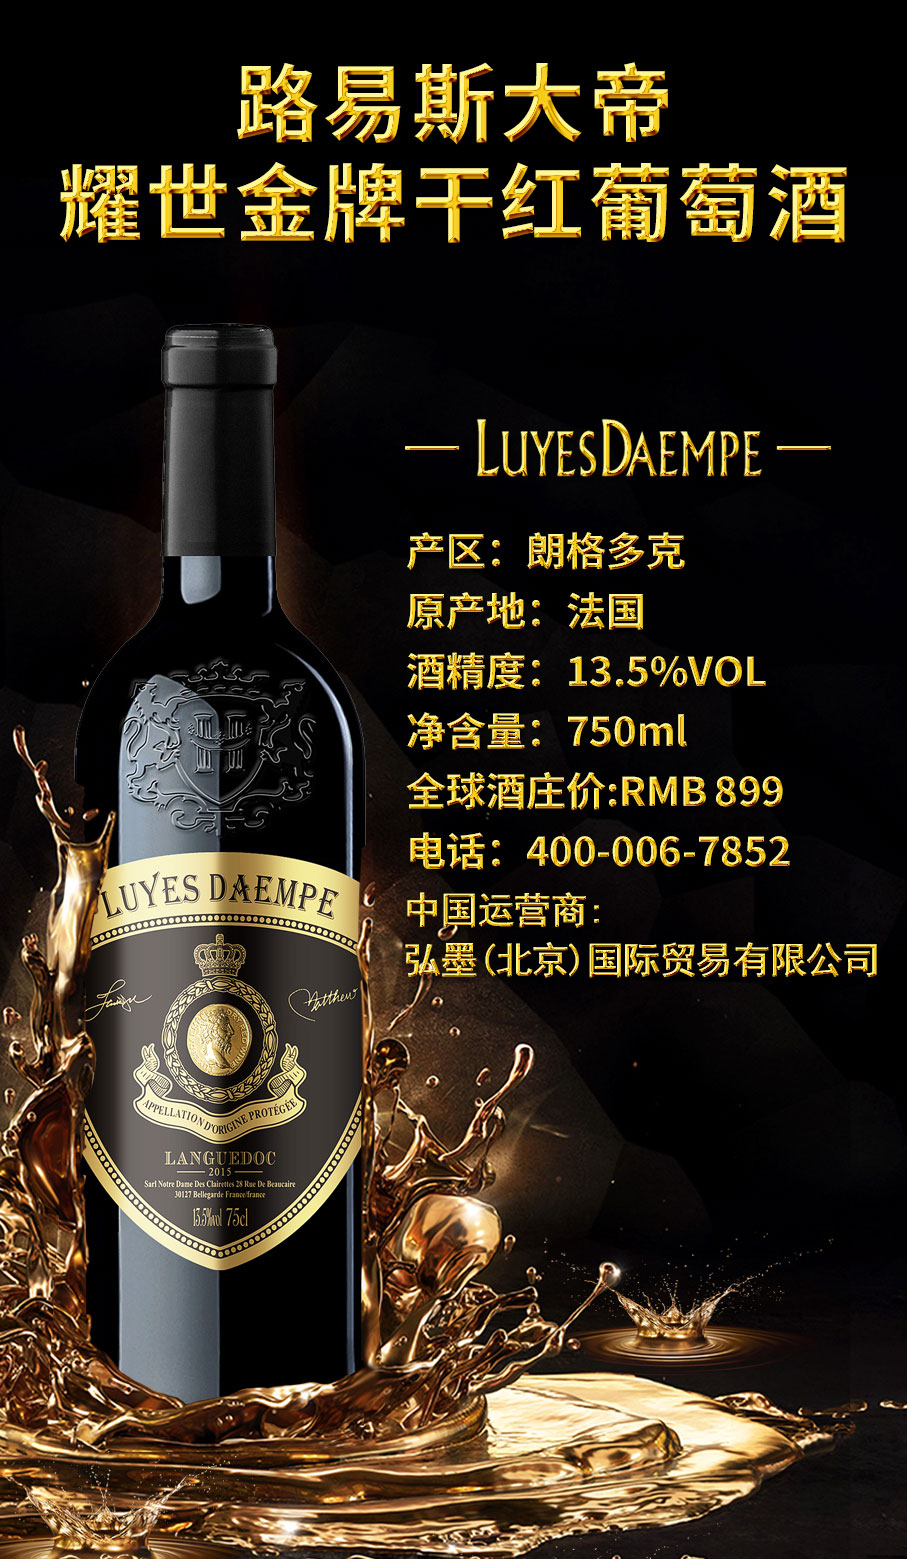 路易斯大帝
耀世金牌干红葡萄酒
LUYESDAEMPE
产区：朗格多克
原产地：法国
酒精度：13.5%VOL
净含量：750ml
全球酒庄价:RMB 899
电话：400-006-7852
中国运营商：
弘墨(北京)国际贸易有限公司
LUYES DAEMPE
Matthew
APPELLATION D'ORIGINE PROTÉGÉE
LANGUEDOC
2015
Sarl Notre Dame Des Clairettes 28 Rue De Beaucaire
30127 Bellegarde France/france
13.5%vol 75cl